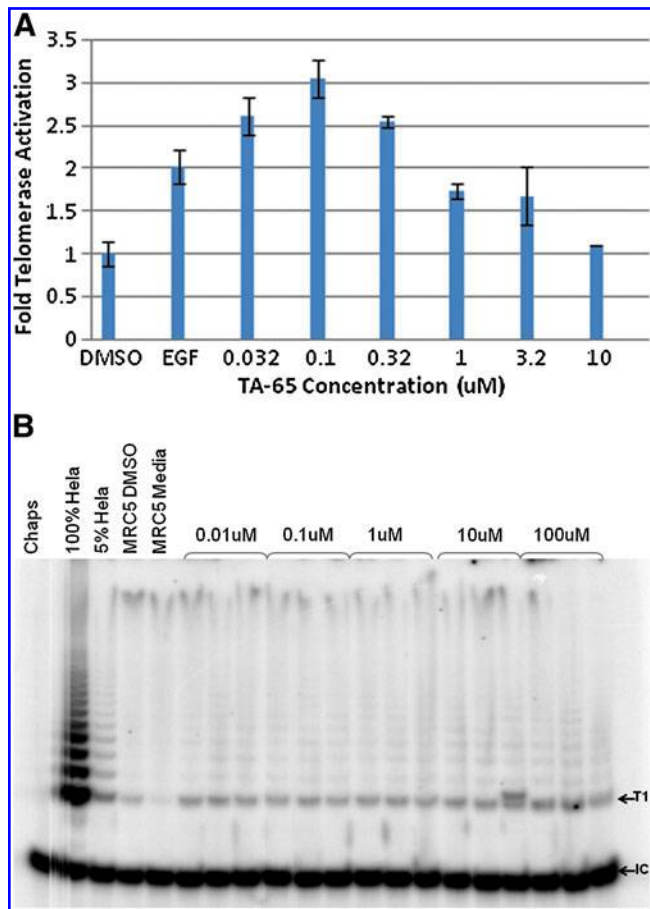 A
3.5
3
2.5
2
1.5
1
0.5
0
Fold Telomerase Activation
DMSO EGF 0.032 0.1 0.32 1 3.2 10
TA-65 Concentration (uM)
B
Chaps
100% Hela
5% Hela
MRC5 DMSO
MRC5 Media
0.01uM 0.1uM 1uM 10uM 100uM
T1
IC